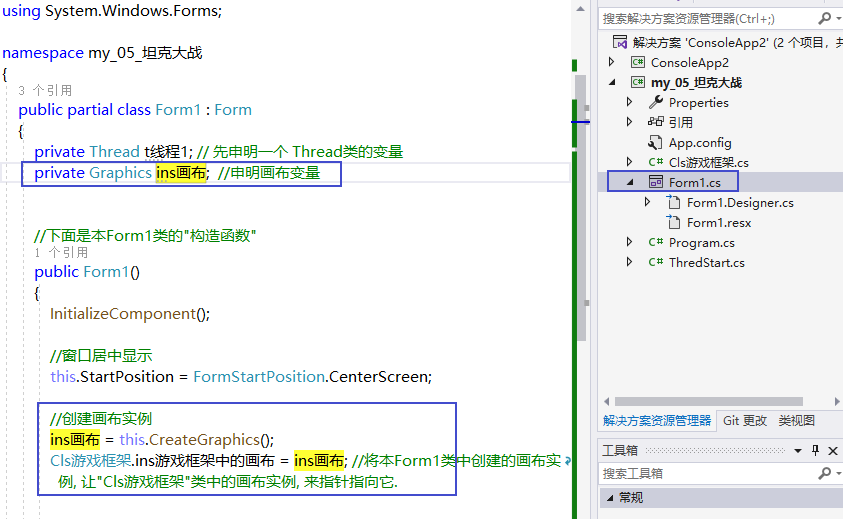 using System.Windows.Forms;
namespace my_05_坦克大战
{
3 个引用
public partial class Form1 : Form
{
private Thread t线程1; // 先申明一个 Thread类的变量
private Graphics ins画布; //申明画布变量
//下面是本Form1类的"构造函数"
1 个引用
public Form1()
{
InitializeComponent();
//窗口居中显示
this.StartPosition = FormStartPosition.CenterScreen;
//创建画布实例
ins画布 = this.CreateGraphics();
Cls游戏框架.ins游戏框架中的画布 = ins画布; //将本Form1类中创建的画布实
例, 让"Cls游戏框架"类中的画布实例, 来指针指向它.
搜索解决方案资源管理器(Ctrl+;)
解决方案 'ConsoleApp2' (2 个项目，共
C# ConsoleApp2
C# my_05_坦克大战
Properties
引用
App.config
C# Cls游戏框架.cs
Form1.cs
Form1.Designer.cs
Form1.resx
C# Program.cs
C# ThredStart.cs
解决方案资源管理器 Git 更改 类视图
工具箱
搜索工具箱
常规